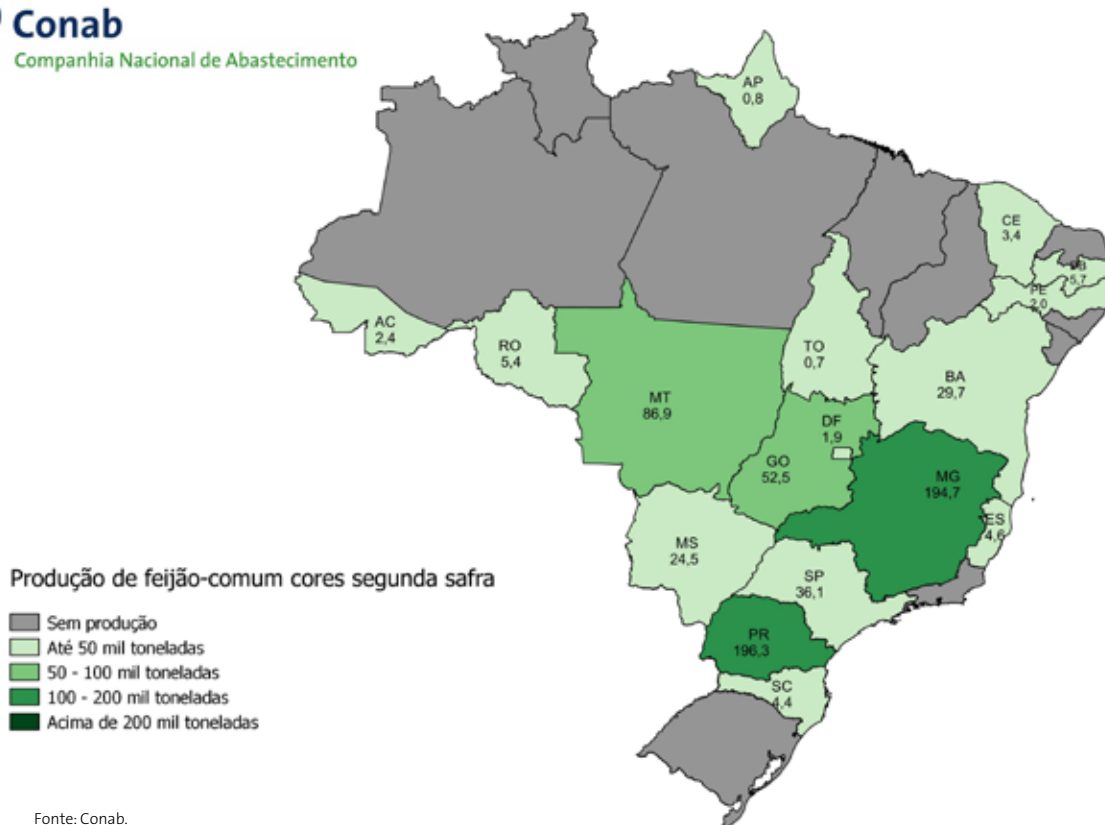 Conab
Companhia Nacional de Abastecimento
AP
0,8
CE
3,4
PB
5,7
PE
2,0
AC
2,4
RO
5,4
TO
0,7
BA
29,7
MT
86,9
DF
1,9
GO
52,5
MG
194,7
ES
4,6
MS
24,5
SP
36,1
PR
196,3
SC
4,4
Produção de feijão-comum cores segunda safra
Sem produção
Até 50 mil toneladas
50 - 100 mil toneladas
100 - 200 mil toneladas
Acima de 200 mil toneladas
Fonte: Conab.